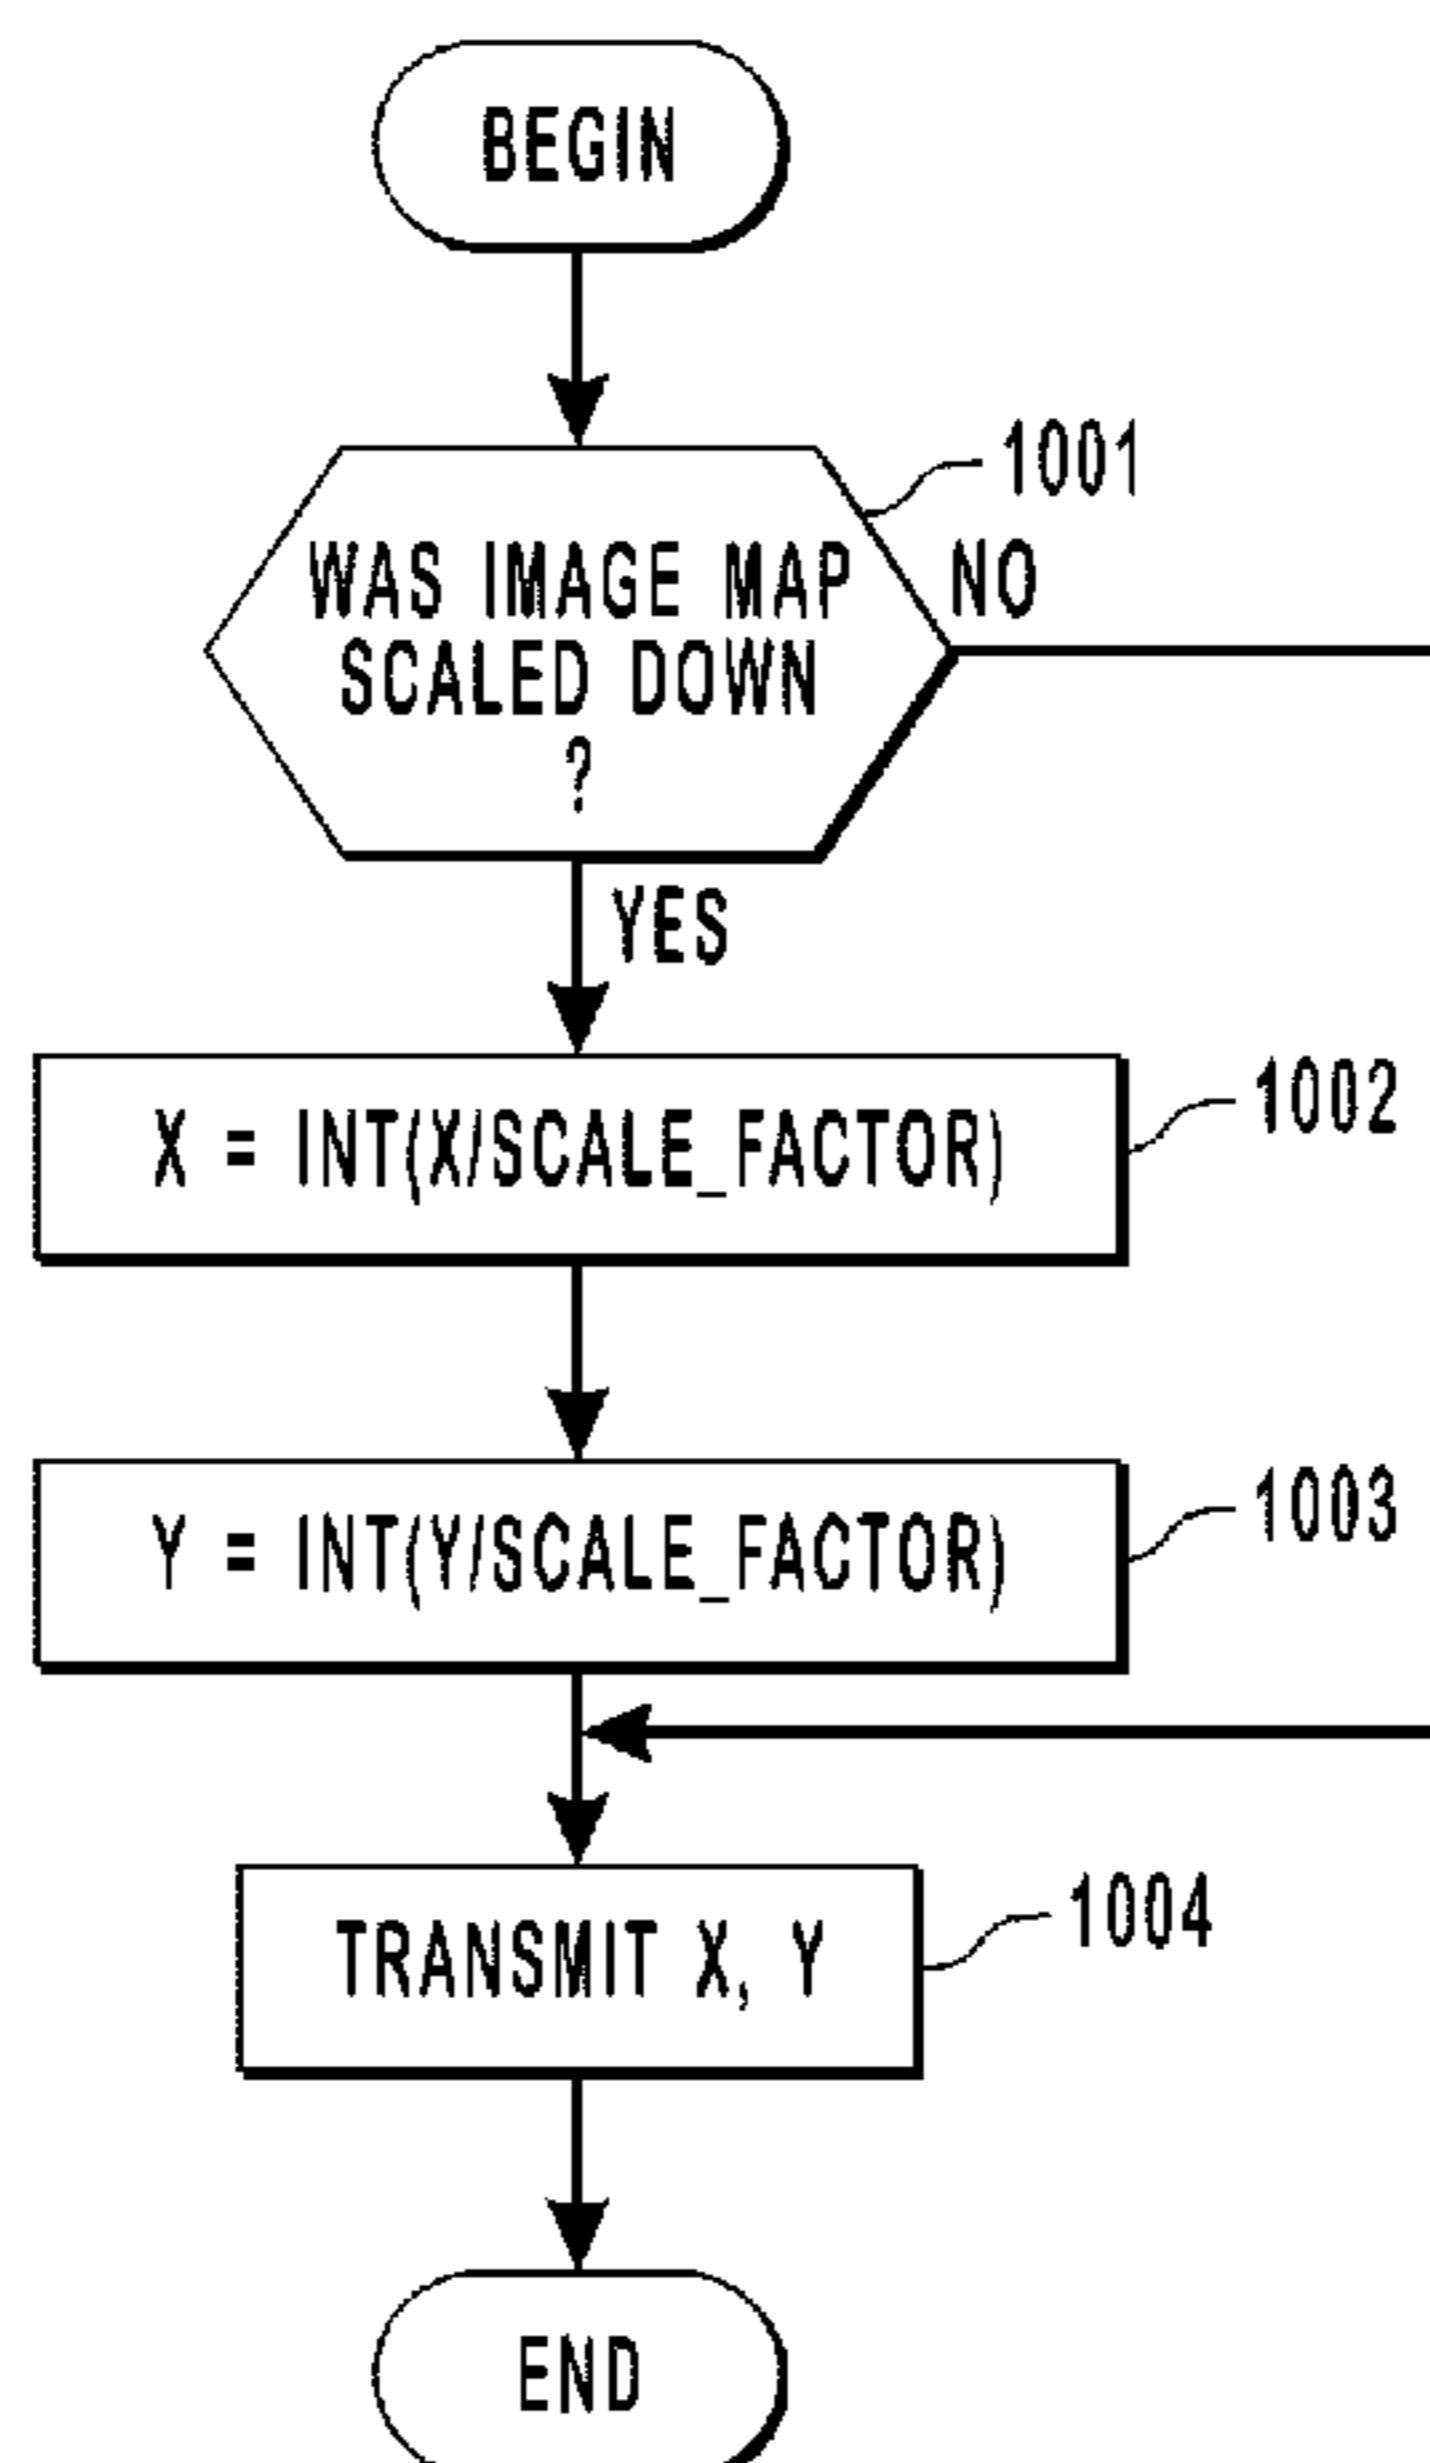 BEGIN
1001
WAS IMAGE MAP
SCALED DOWN
?
NO
YES
1002
X = INT(X/SCALE_FACTOR)
1003
Y = INT(Y/SCALE_FACTOR)
1004
TRANSMIT X, Y
END